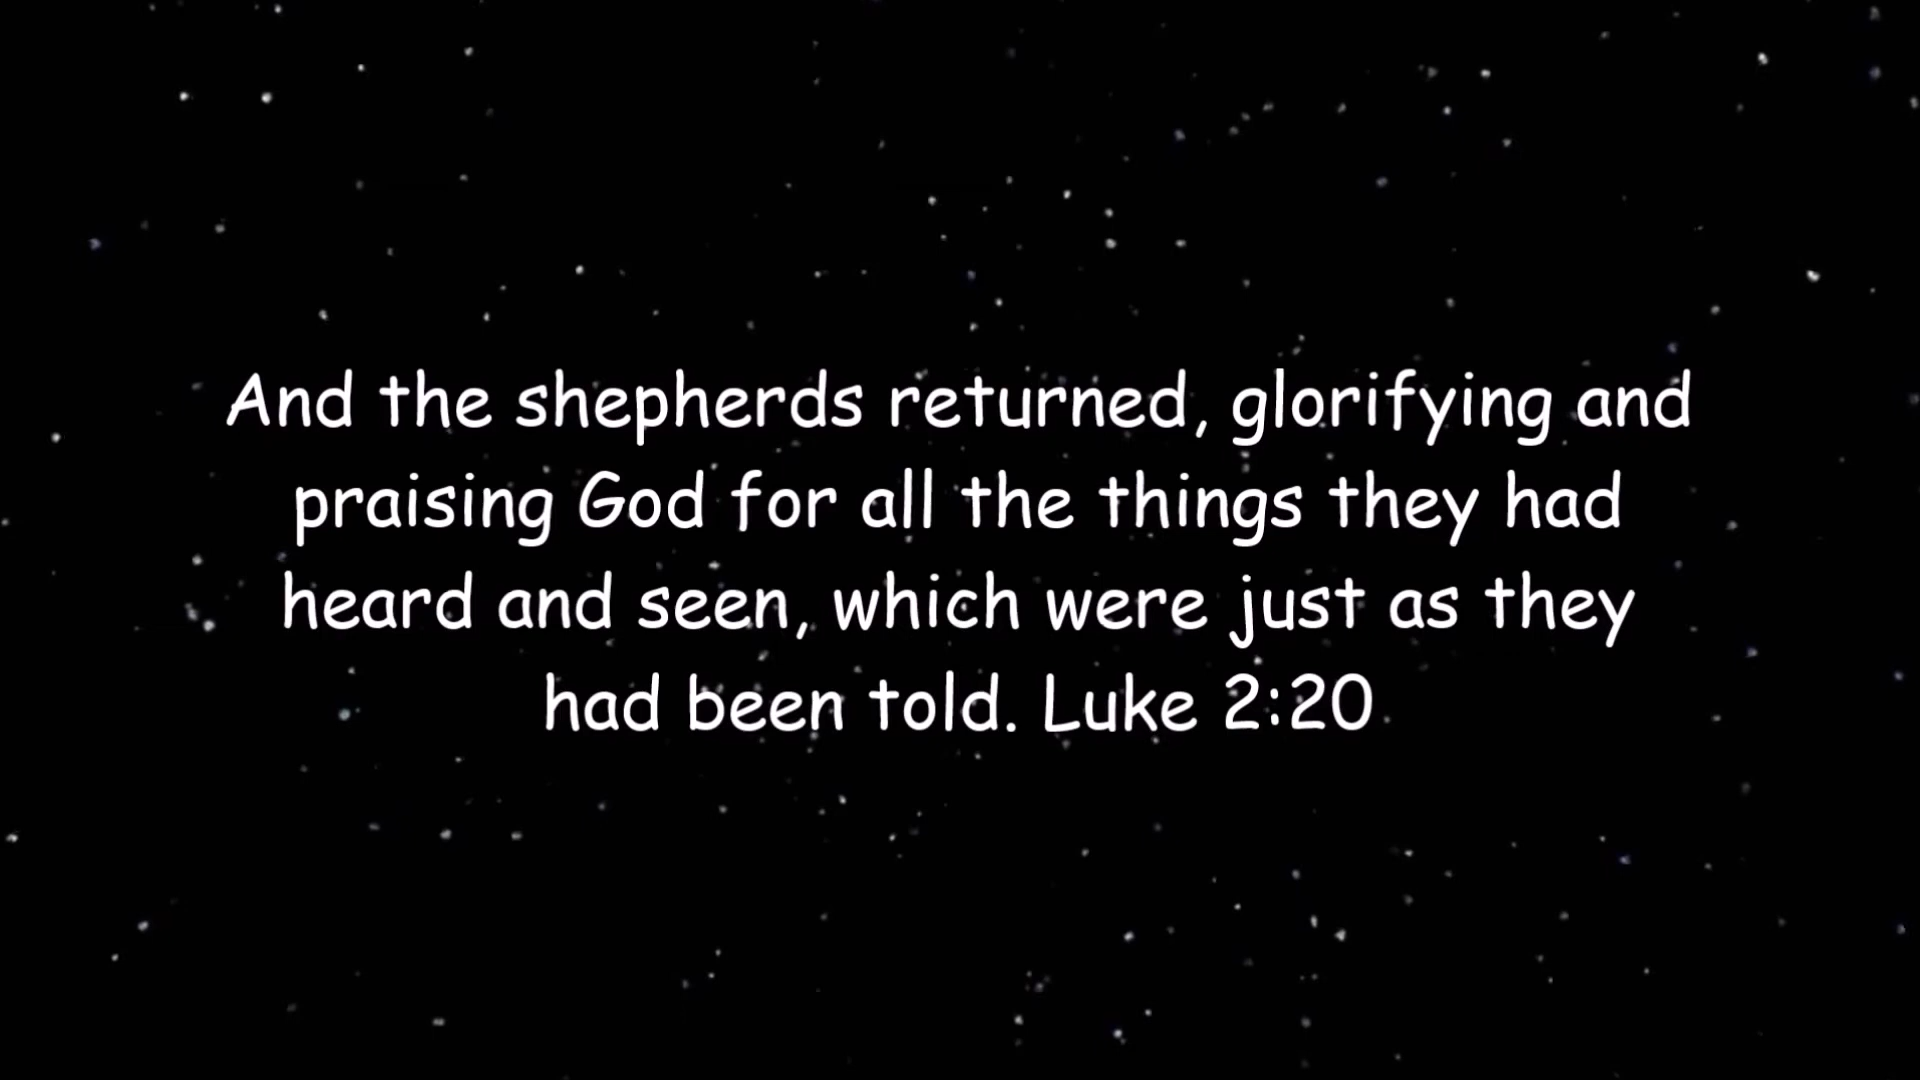 And the shepherds returned, glorifying and
praising God for all the things they had
heard and seen, which were just as they
had been told. Luke 2:20